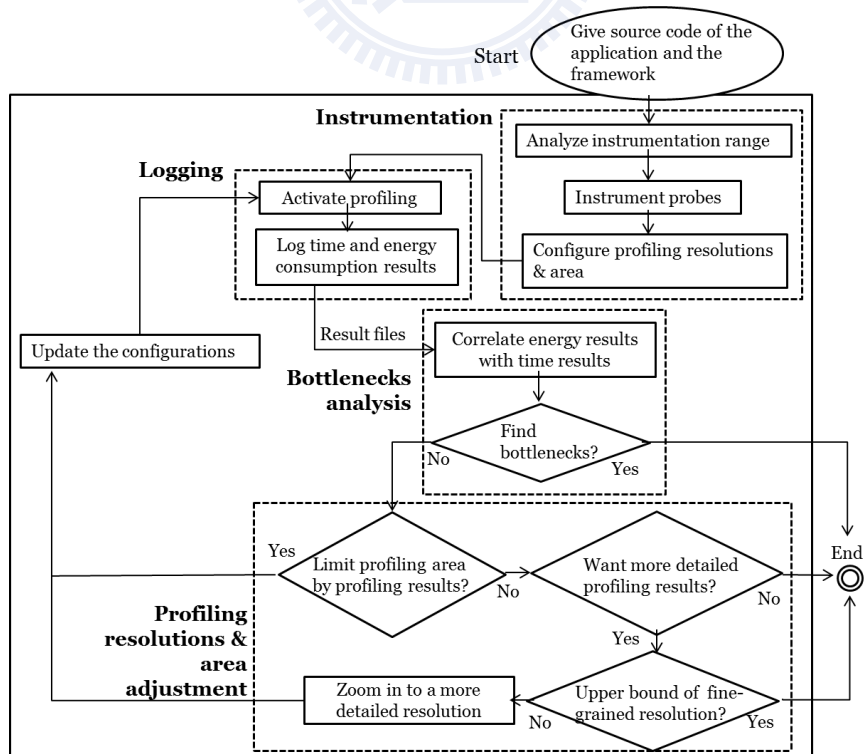 Start
Give source code of the
application and the
framework
Instrumentation
Analyze instrumentation range
Instrument probes
Configure profiling resolutions
& area
Logging
Activate profiling
Log time and energy
consumption results
Result files
Update the configurations
Bottlenecks
analysis
Correlate energy results
with time results
Find
bottlenecks?
No
Yes
End
Profiling
resolutions &
area
adjustment
Yes
Limit profiling area
by profiling results?
No
Want more detailed
profiling results?
No
Yes
Upper bound of fine-
grained resolution?
No
Yes
Zoom in to a more
detailed resolution